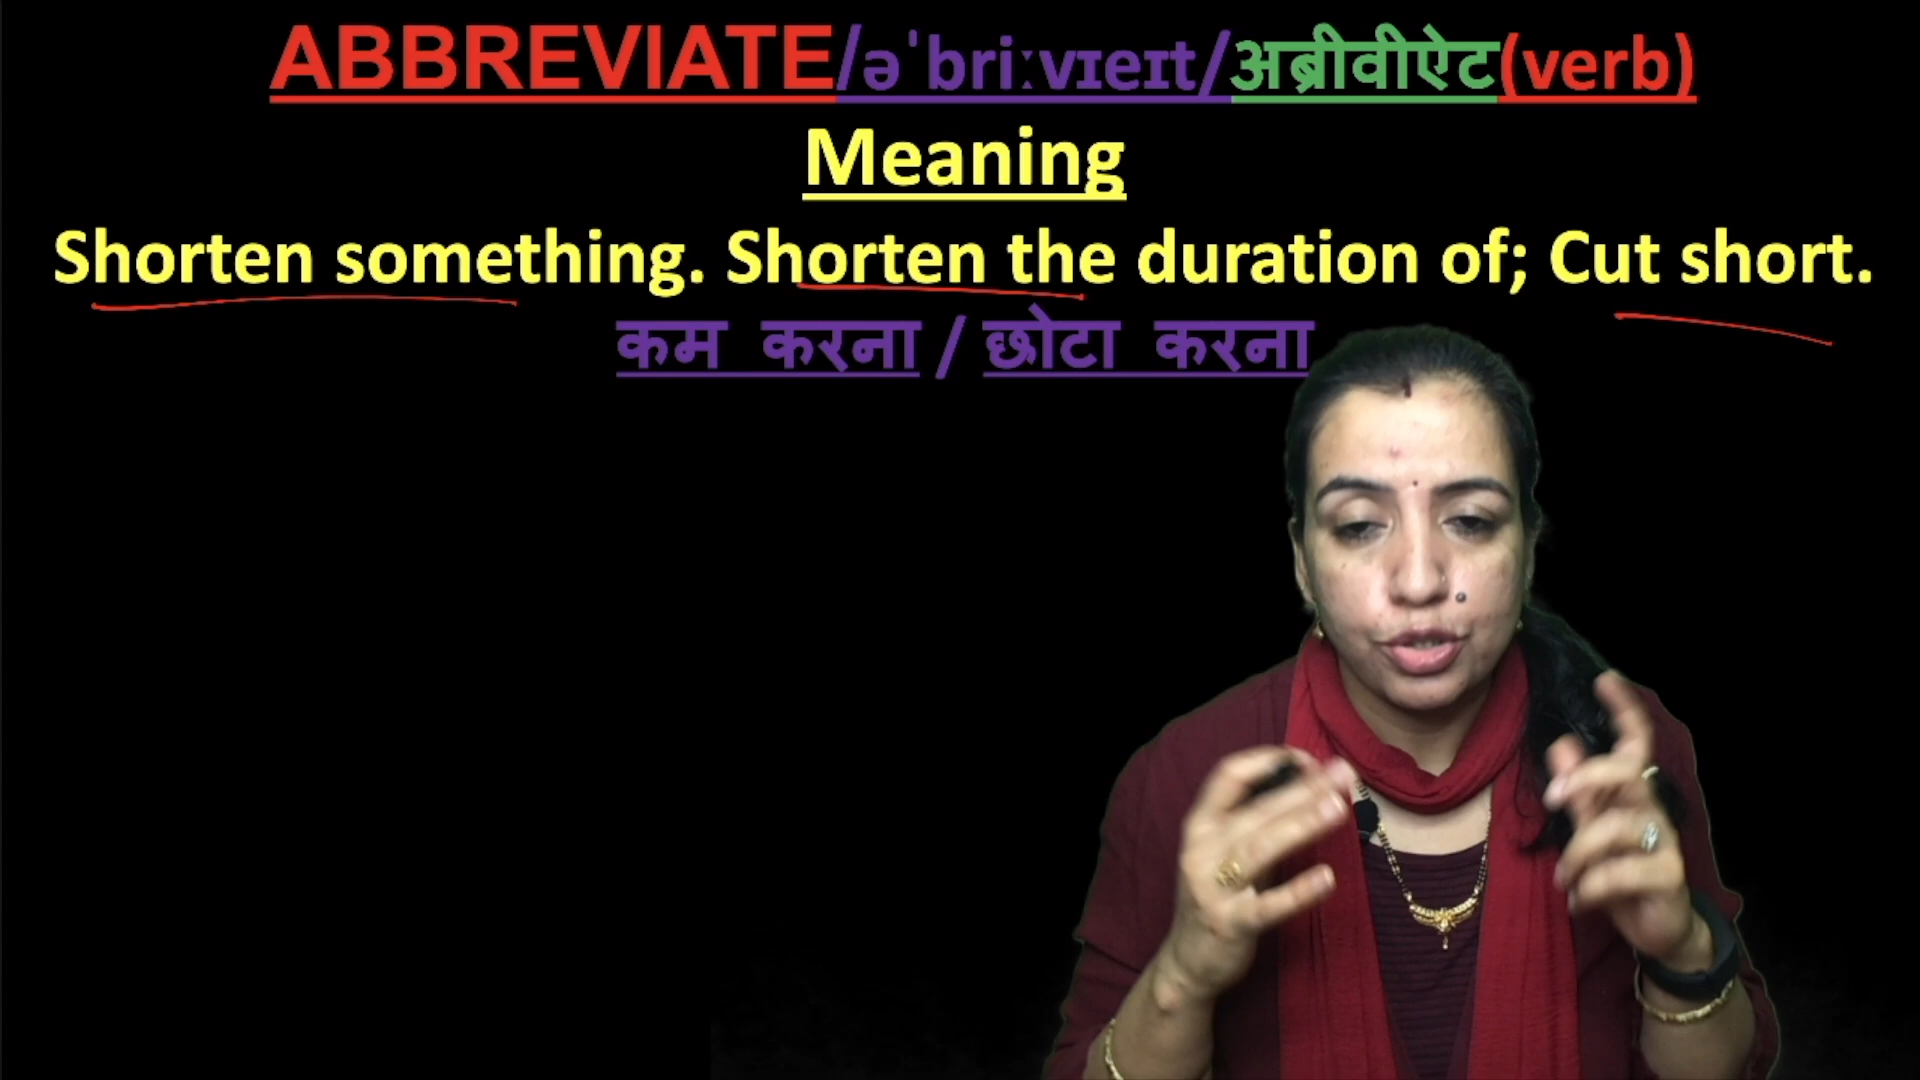 ABBREVIATE/əˈbriːvɪeɪt/अब्रीवीऐट(verb)
Meaning
Shorten something. Shorten the duration of; Cut short.
कम करना / छोटा करना